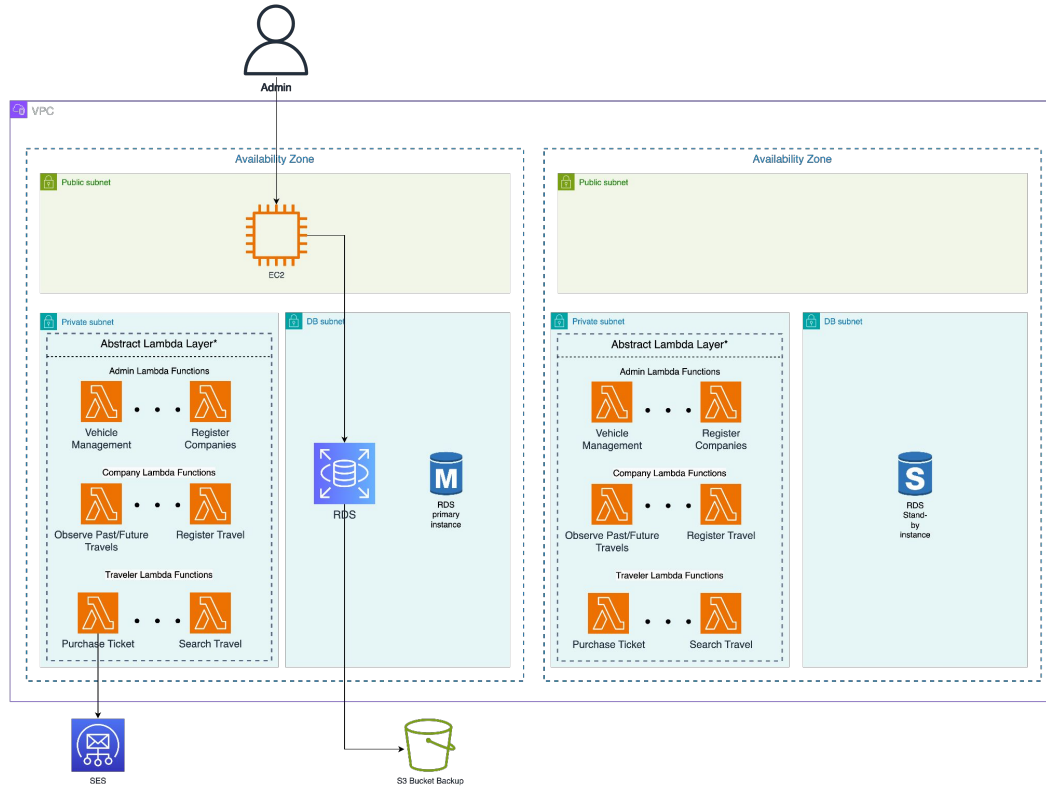 Admin
VPC
Availability Zone
Public subnet
EC2
Private subnet
Abstract Lambda Layer*
Admin Lambda Functions
Vehicle
Management
Register
Companies
Company Lambda Functions
Observe Past/Future
Travels
Register Travel
Traveler Lambda Functions
Purchase Ticket
Search Travel
DB subnet
RDS
M
RDS
primary
instance
Availability Zone
Public subnet
Private subnet
Abstract Lambda Layer*
Admin Lambda Functions
Vehicle
Management
Register
Companies
Company Lambda Functions
Observe Past/Future
Travels
Register Travel
Traveler Lambda Functions
Purchase Ticket
Search Travel
DB subnet
S
RDS
Stand-
by
instance
SES
S3 Bucket Backup